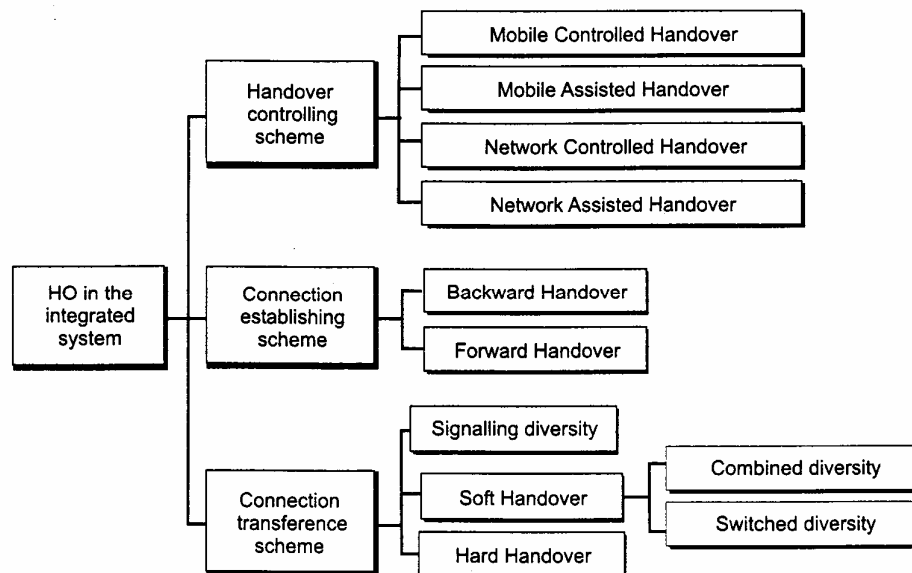 HO in the
integrated
system
Handover
controlling
scheme
Mobile Controlled Handover
Mobile Assisted Handover
Network Controlled Handover
Network Assisted Handover
Connection
establishing
scheme
Backward Handover
Forward Handover
Connection
transference
scheme
Signalling diversity
Soft Handover
Combined diversity
Switched diversity
Hard Handover